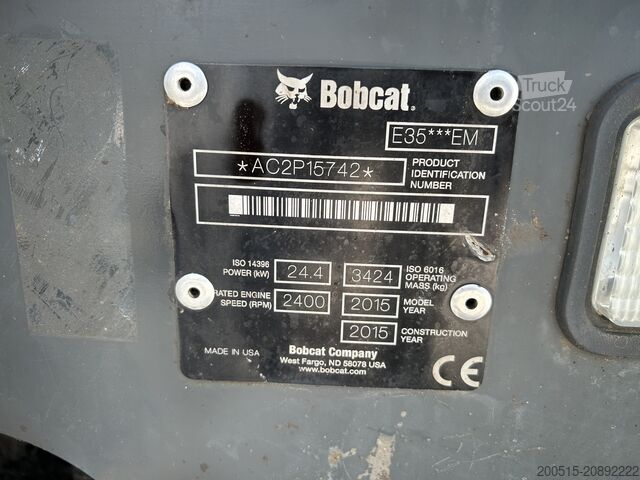 Truck
Scout24
Bobcat
E35***EM
*AC2P15742*
PRODUCT
IDENTIFICATION
NUMBER
ISO 14396
POWER (kW)
24.4
3424
ISO 6016
OPERATING
MASS (kg)
RATED ENGINE
SPEED (RPM)
2400
2015
MODEL
YEAR
2015
CONSTRUCTION
YEAR
MADE IN USA
Bobcat Company
West Fargo, ND 58078 USA
www.bobcat.com
CE
200515-20892222